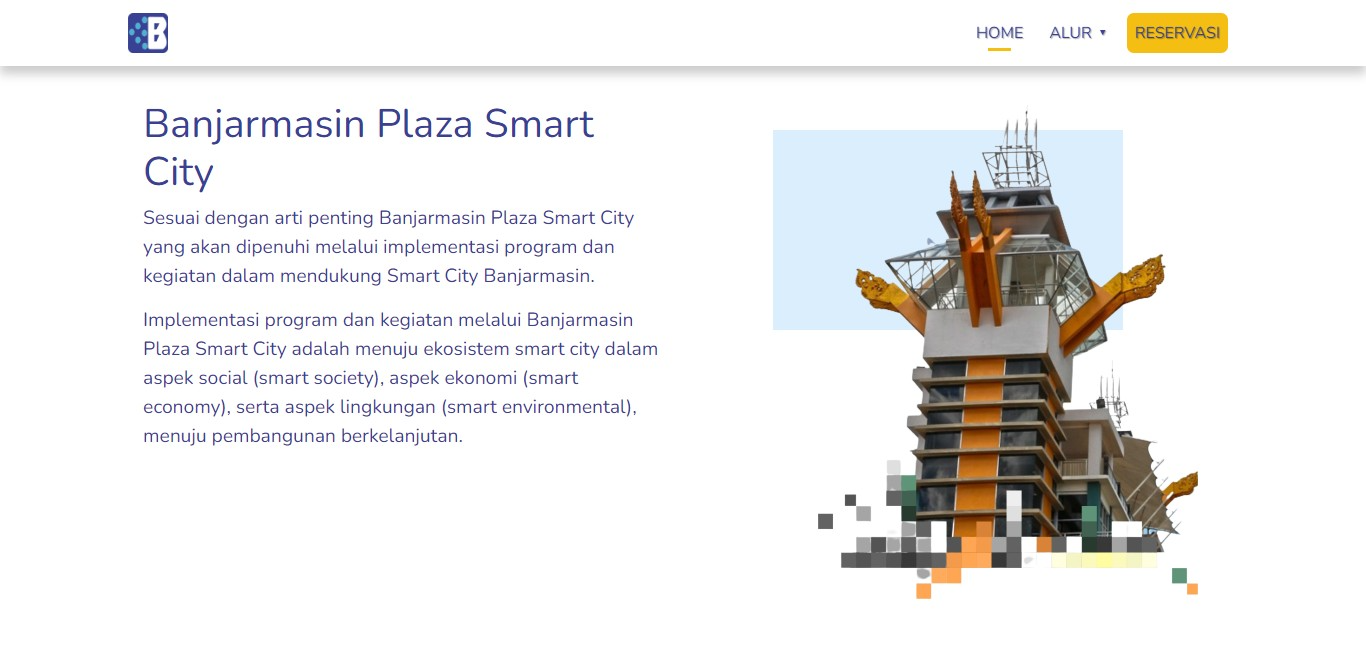 B
HOME
ALUR ▼
RESERVASI
Banjarmasin Plaza Smart
City
Sesuai dengan arti penting Banjarmasin Plaza Smart City
yang akan dipenuhi melalui implementasi program dan
kegiatan dalam mendukung Smart City Banjarmasin.
Implementasi program dan kegiatan melalui Banjarmasin
Plaza Smart City adalah menuju ekosistem smart city dalam
aspek social (smart society), aspek ekonomi (smart
economy), serta aspek lingkungan (smart environmental),
menuju pembangunan berkelanjutan.